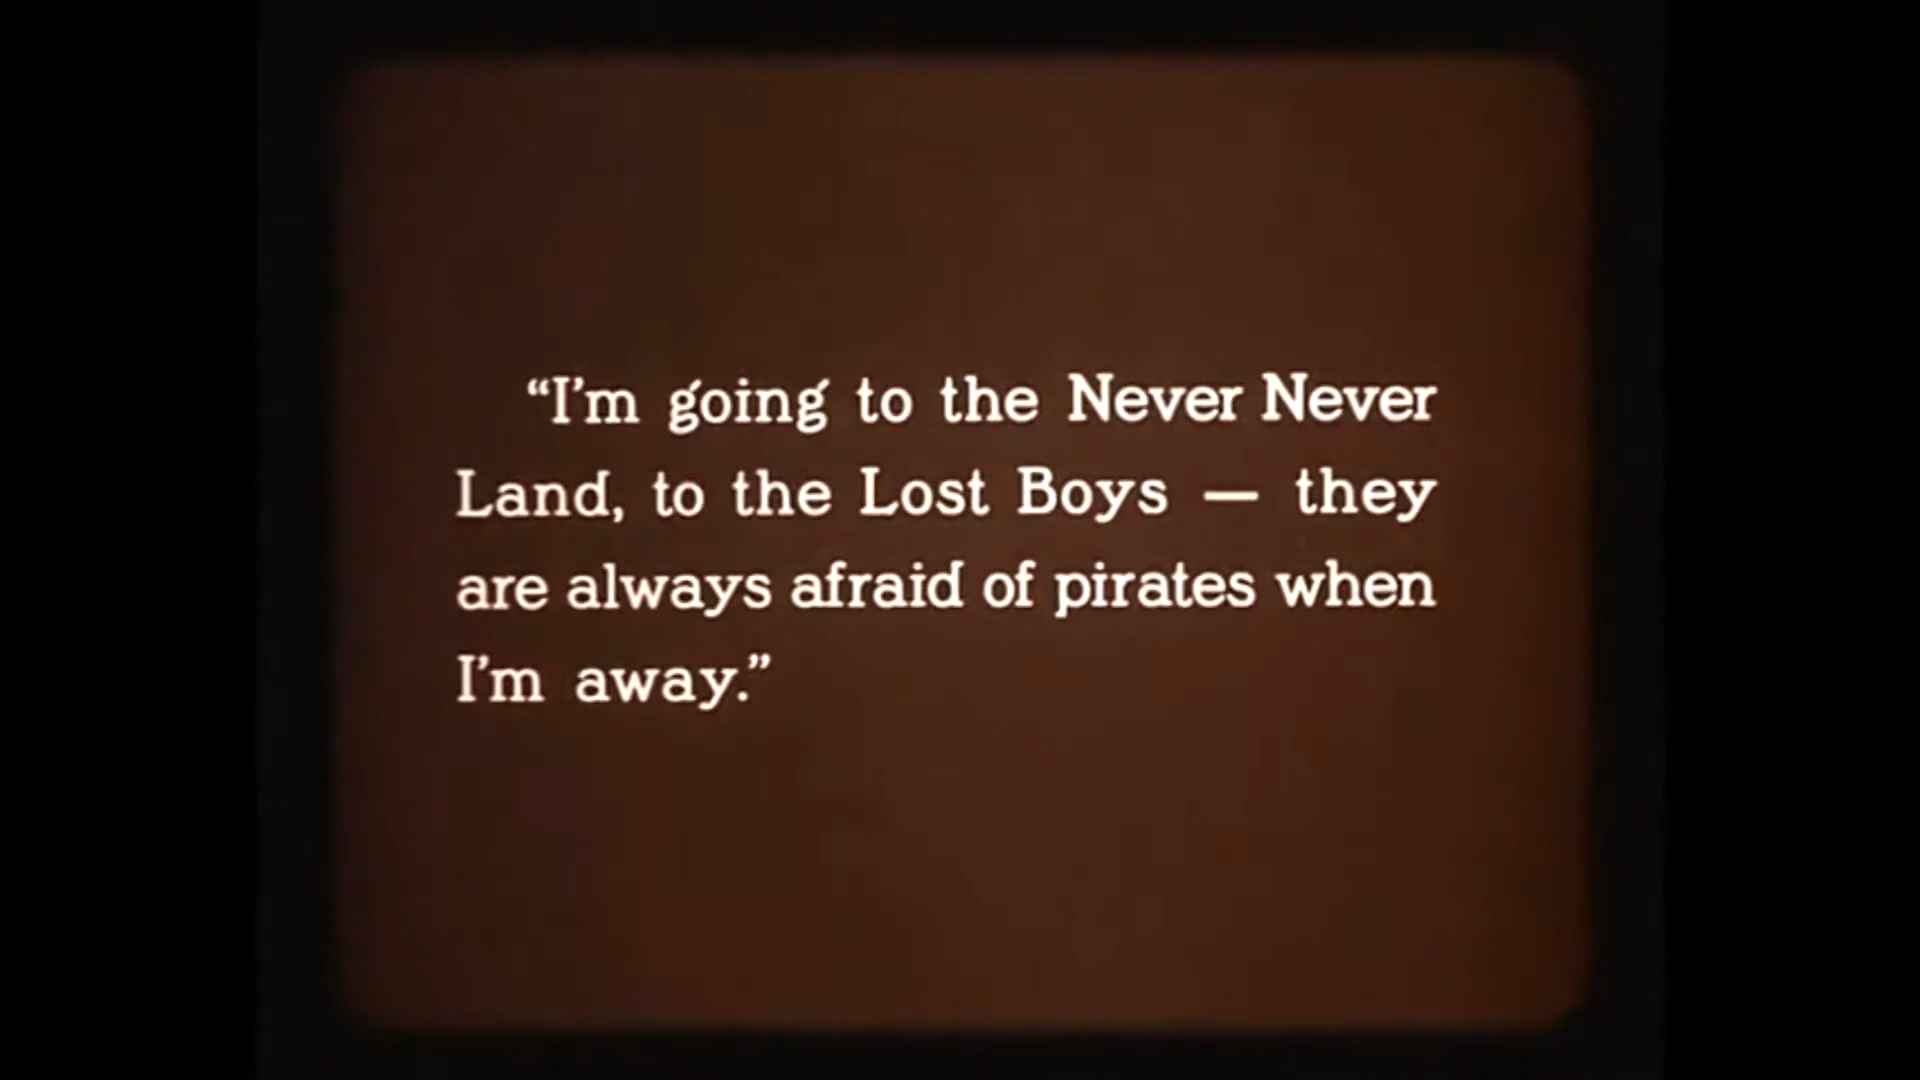 “I’m going to the Never Never
Land, to the Lost Boys — they
are always afraid of pirates when
I’m away.”